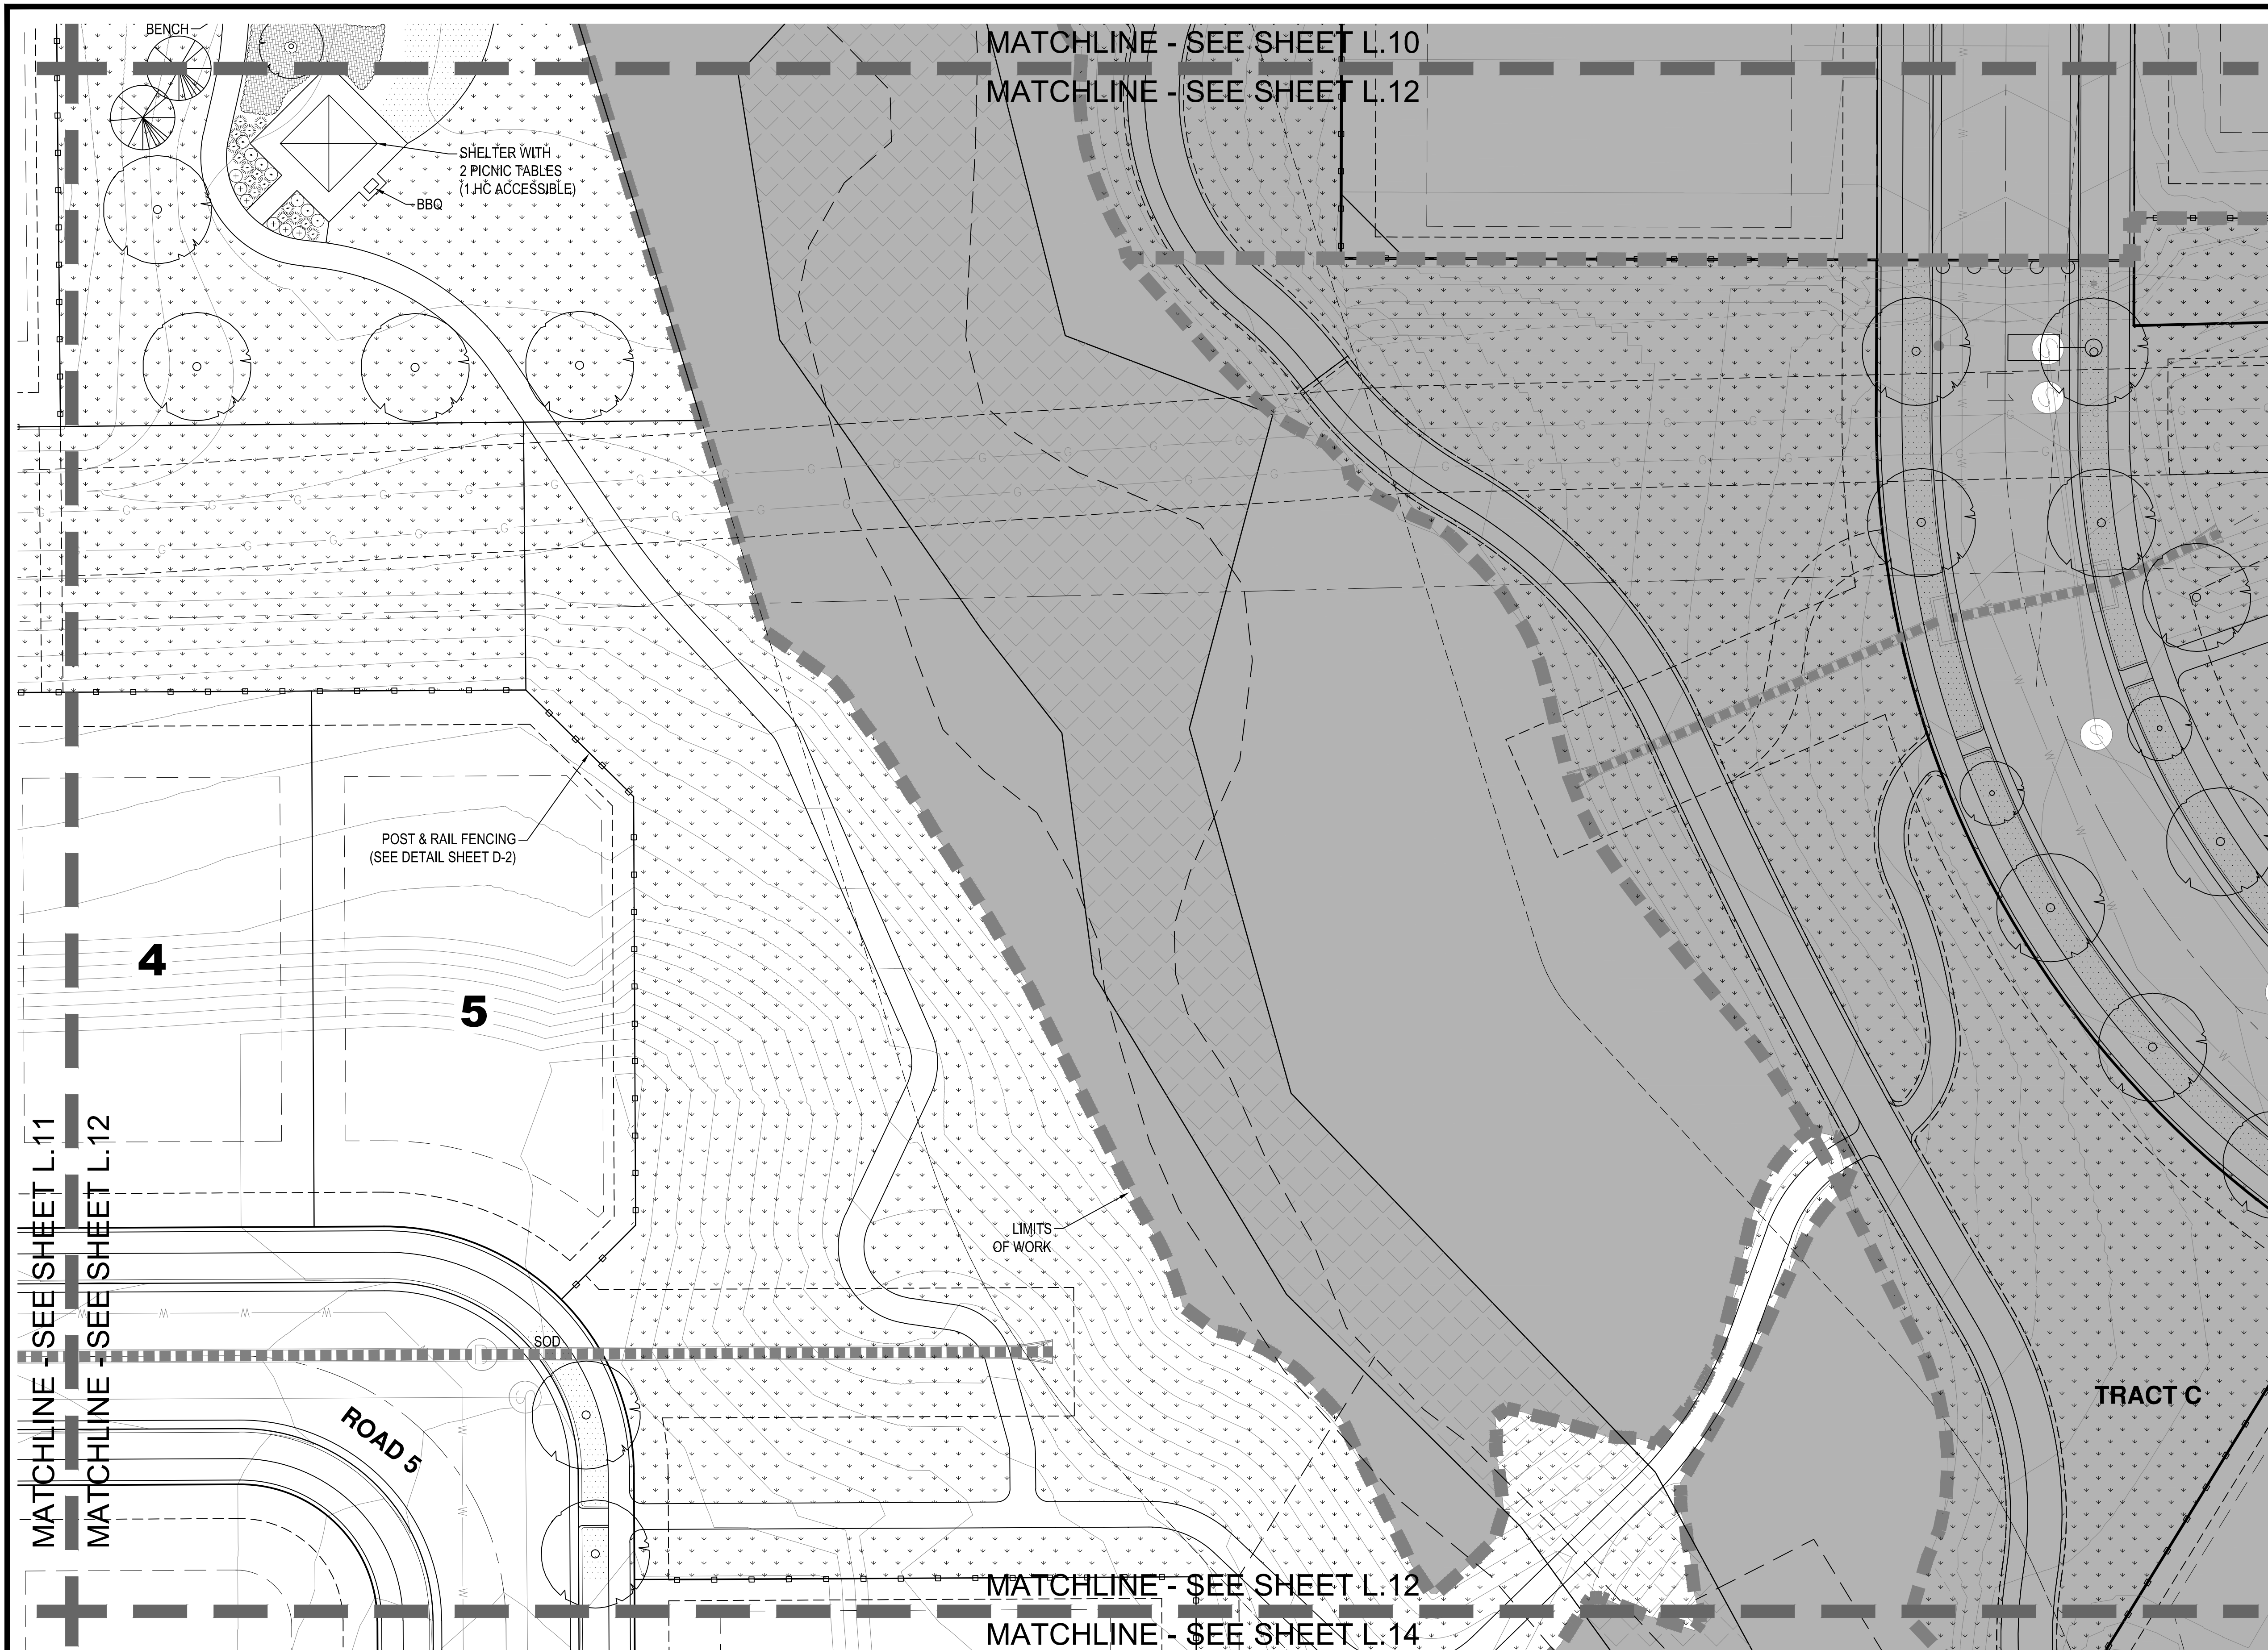 BENCH
MATCHLINE - SEE SHEET L.10
MATCHLINE - SEE SHEET L.12
SHELTER WITH
2 PICNIC TABLES
(1 HC ACCESSIBLE)
BBQ
POST & RAIL FENCING
(SEE DETAIL SHEET D-2)
4
5
MATCHLINE - SEE SHEET L.11
MATCHLINE - SEE SHEET L.12
LIMITS
OF WORK
SOD
ROAD 5
TRACT C
MATCHLINE - SEE SHEET L.12
MATCHLINE - SEE SHEET L.14